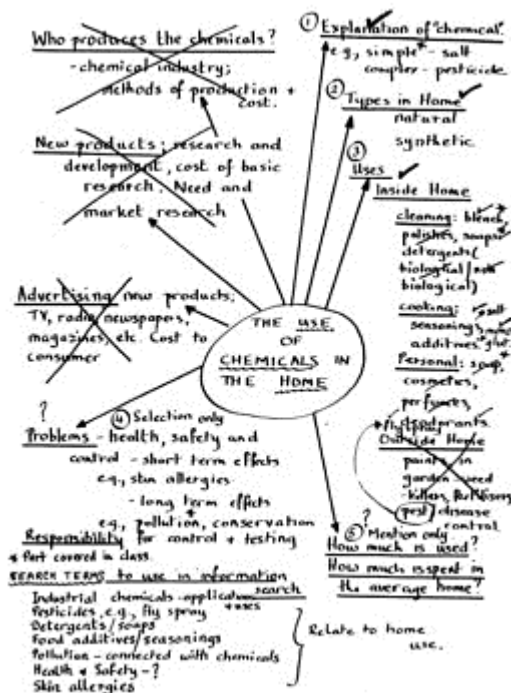 Who produces the chemicals?
- chemical industry;
methods of production +
cost.
New products: research and
development, cost of basic
research. Need and
market research
Advertising new products;
TV, radio newspapers,
magazines, etc. Cost to
consumer
THE USE
OF
CHEMICALS IN
THE HOME
① Explanation of "chemical".
e.g., simple* - salt
complex - pesticide
② Types in Home
natural
synthetic
③
Uses
Inside Home
cleaning: bleach,
polishes, soaps*
detergents (
biological/non
biological)
cooking: salt
seasonings,
additives,
Personal: soap,
cosmetics,
perfumes,
deodorants.
fly spray
Outside Home
paints in
garden - weed
killers, fertilisers
pest/disease
control.
?
④ Selection only
Problems - health, safety and
control - short term effects
e.g., skin allergies
- long term effects
e.g., pollution*, conservation
Responsibility for control + testing
* Part covered in class.
?
⑤ Mention only
How much is used?
How much is spent in
the average home?
SEARCH TERMS to use in information
search
Industrial chemicals - application
+ uses
Pesticides, e.g., fly spray
Detergents/soaps
Food additives/seasonings
Pollution - connected with chemicals
Health & Safety - ?
Skin allergies
Relate to home
use.